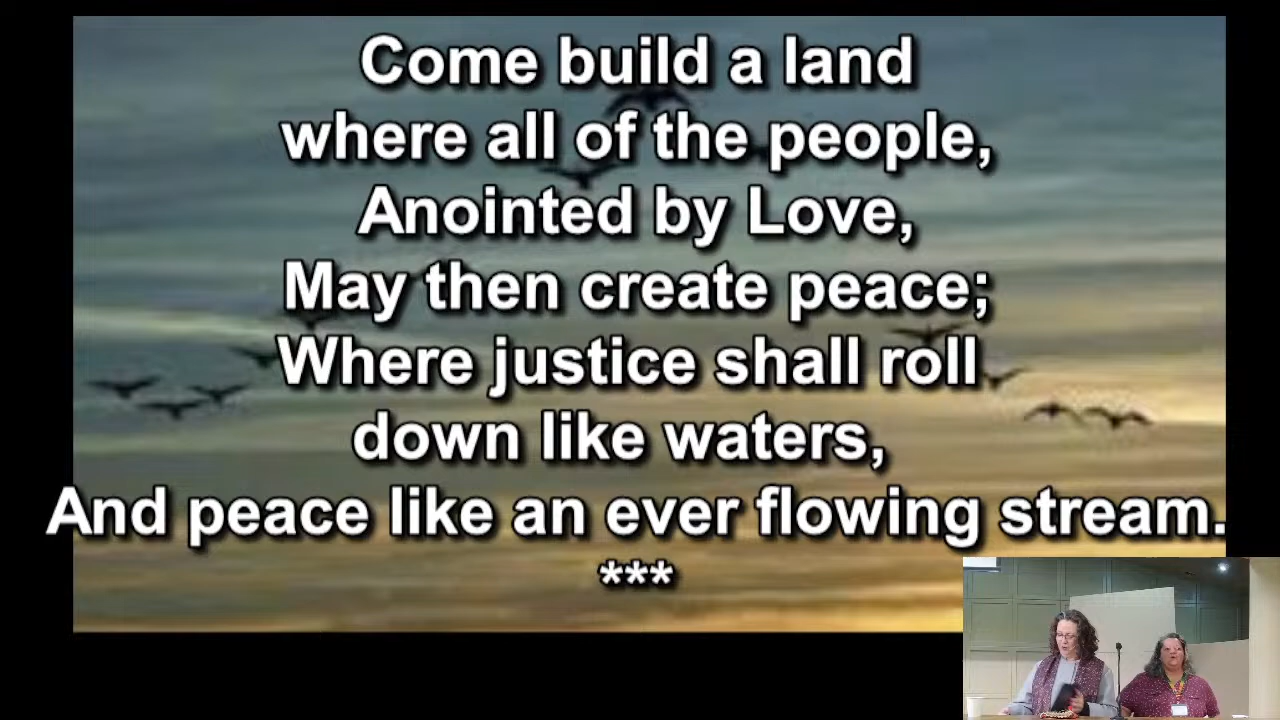 Come build a land
where all of the people,
Anointed by Love,
May then create peace;
Where justice shall roll
down like waters,
And peace like an ever flowing stream.
***